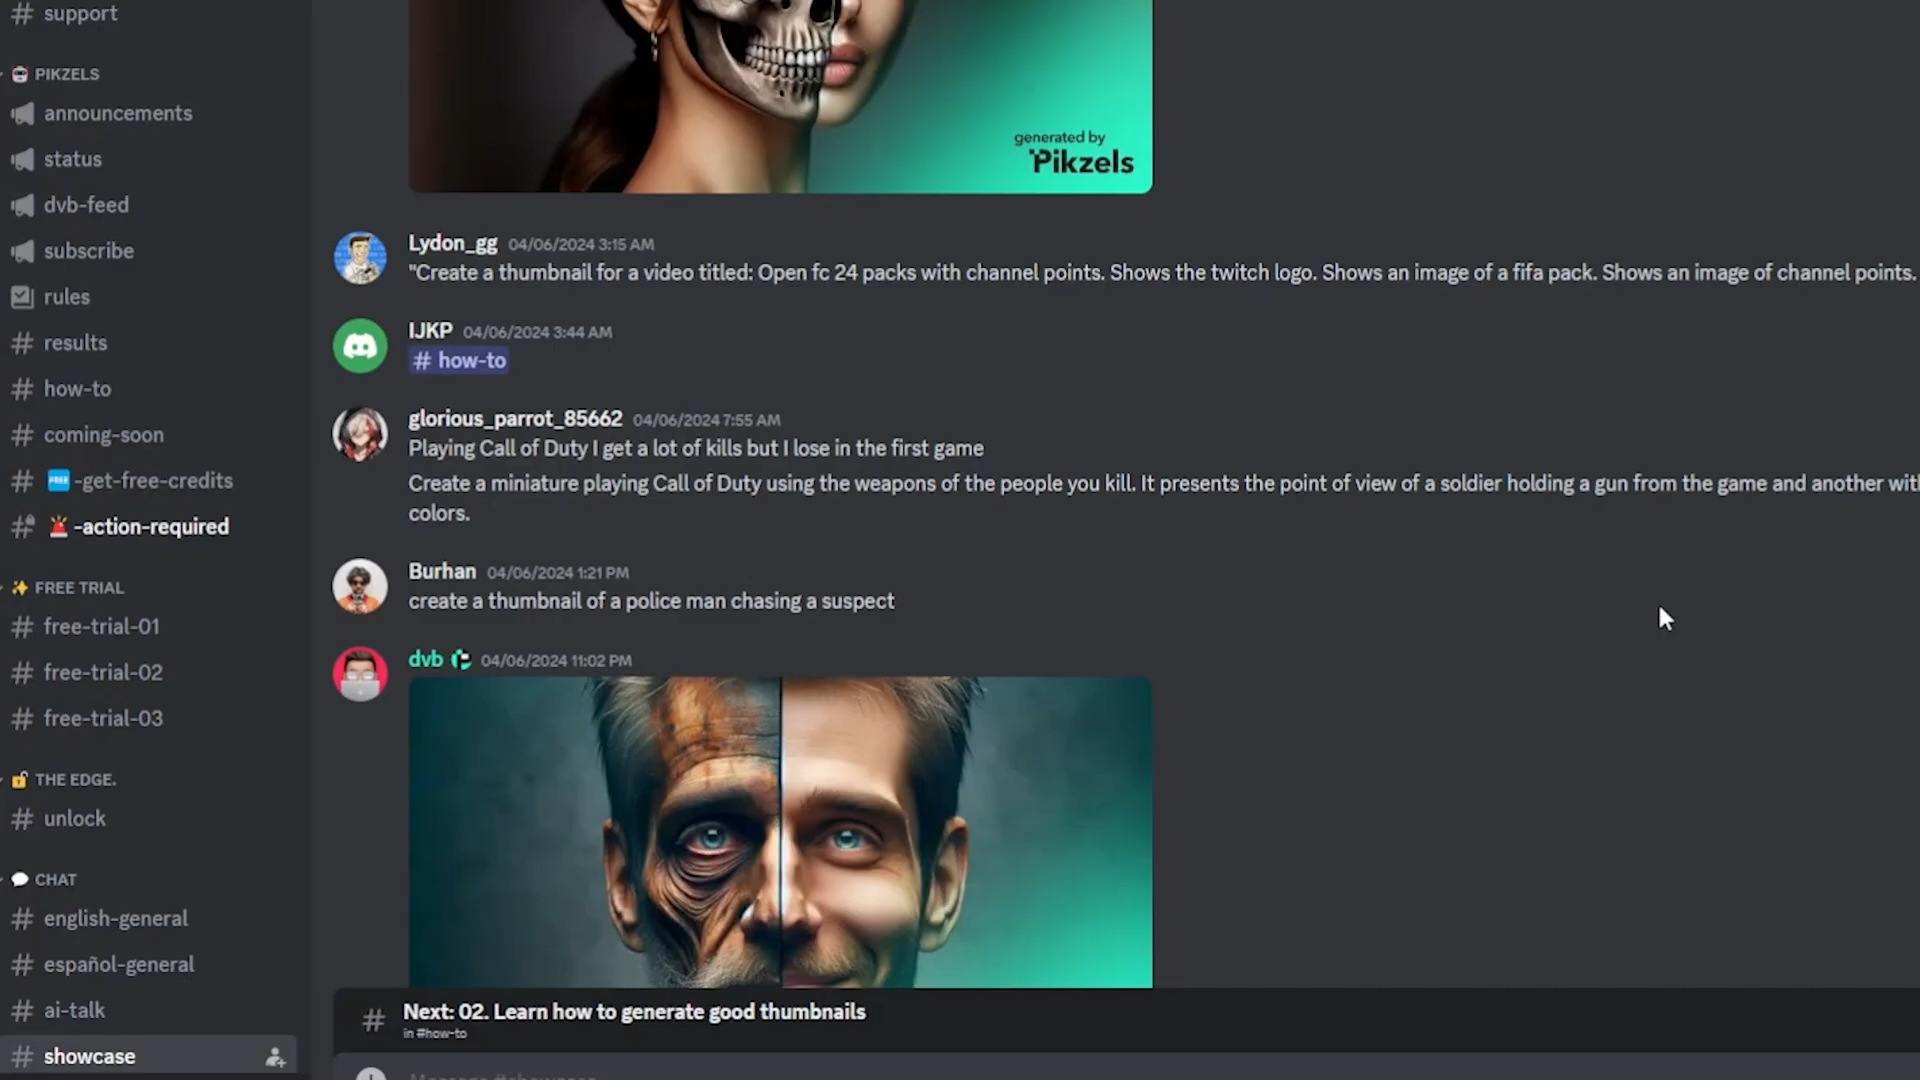 support
PIKZELS
announcements
status
dvb-feed
subscribe
rules
results
how-to
coming-soon
FREE -get-free-credits
-action-required
FREE TRIAL
free-trial-01
free-trial-02
free-trial-03
THE EDGE.
unlock
CHAT
english-general
español-general
ai-talk
showcase
generated by
Pikzels
Lydon_gg 04/06/2024 3:15 AM
"Create a thumbnail for a video titled: Open fc 24 packs with channel points. Shows the twitch logo. Shows an image of a fifa pack. Shows an image of channel points.
IJKP 04/06/2024 3:44 AM
# how-to
glorious_parrot_85662 04/06/2024 7:55 AM
Playing Call of Duty I get a lot of kills but I lose in the first game
Create a miniature playing Call of Duty using the weapons of the people you kill. It presents the point of view of a soldier holding a gun from the game and another wit
colors.
Burhan 04/06/2024 1:21 PM
create a thumbnail of a police man chasing a suspect
dvb 04/06/2024 11:02 PM
Next: 02. Learn how to generate good thumbnails
in #how-to